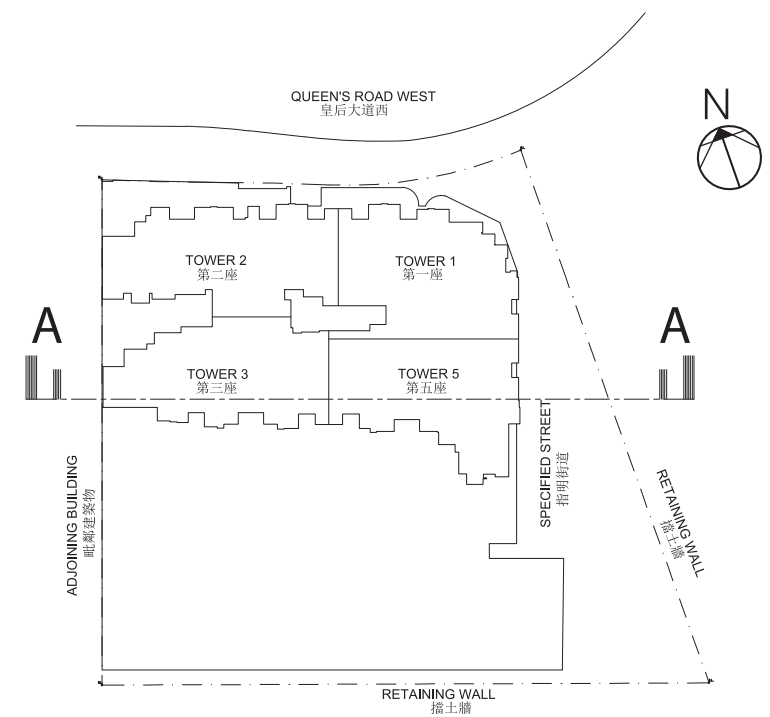 QUEEN'S ROAD WEST
皇后大道西
N
TOWER 2
第二座
TOWER 1
第一座
A
A
TOWER 3
第三座
TOWER 5
第五座
ADJOINING BUILDING
毗鄰建築物
SPECIFIED STREET
指明街道
RETAINING WALL
擋土牆
RETAINING WALL
擋土牆